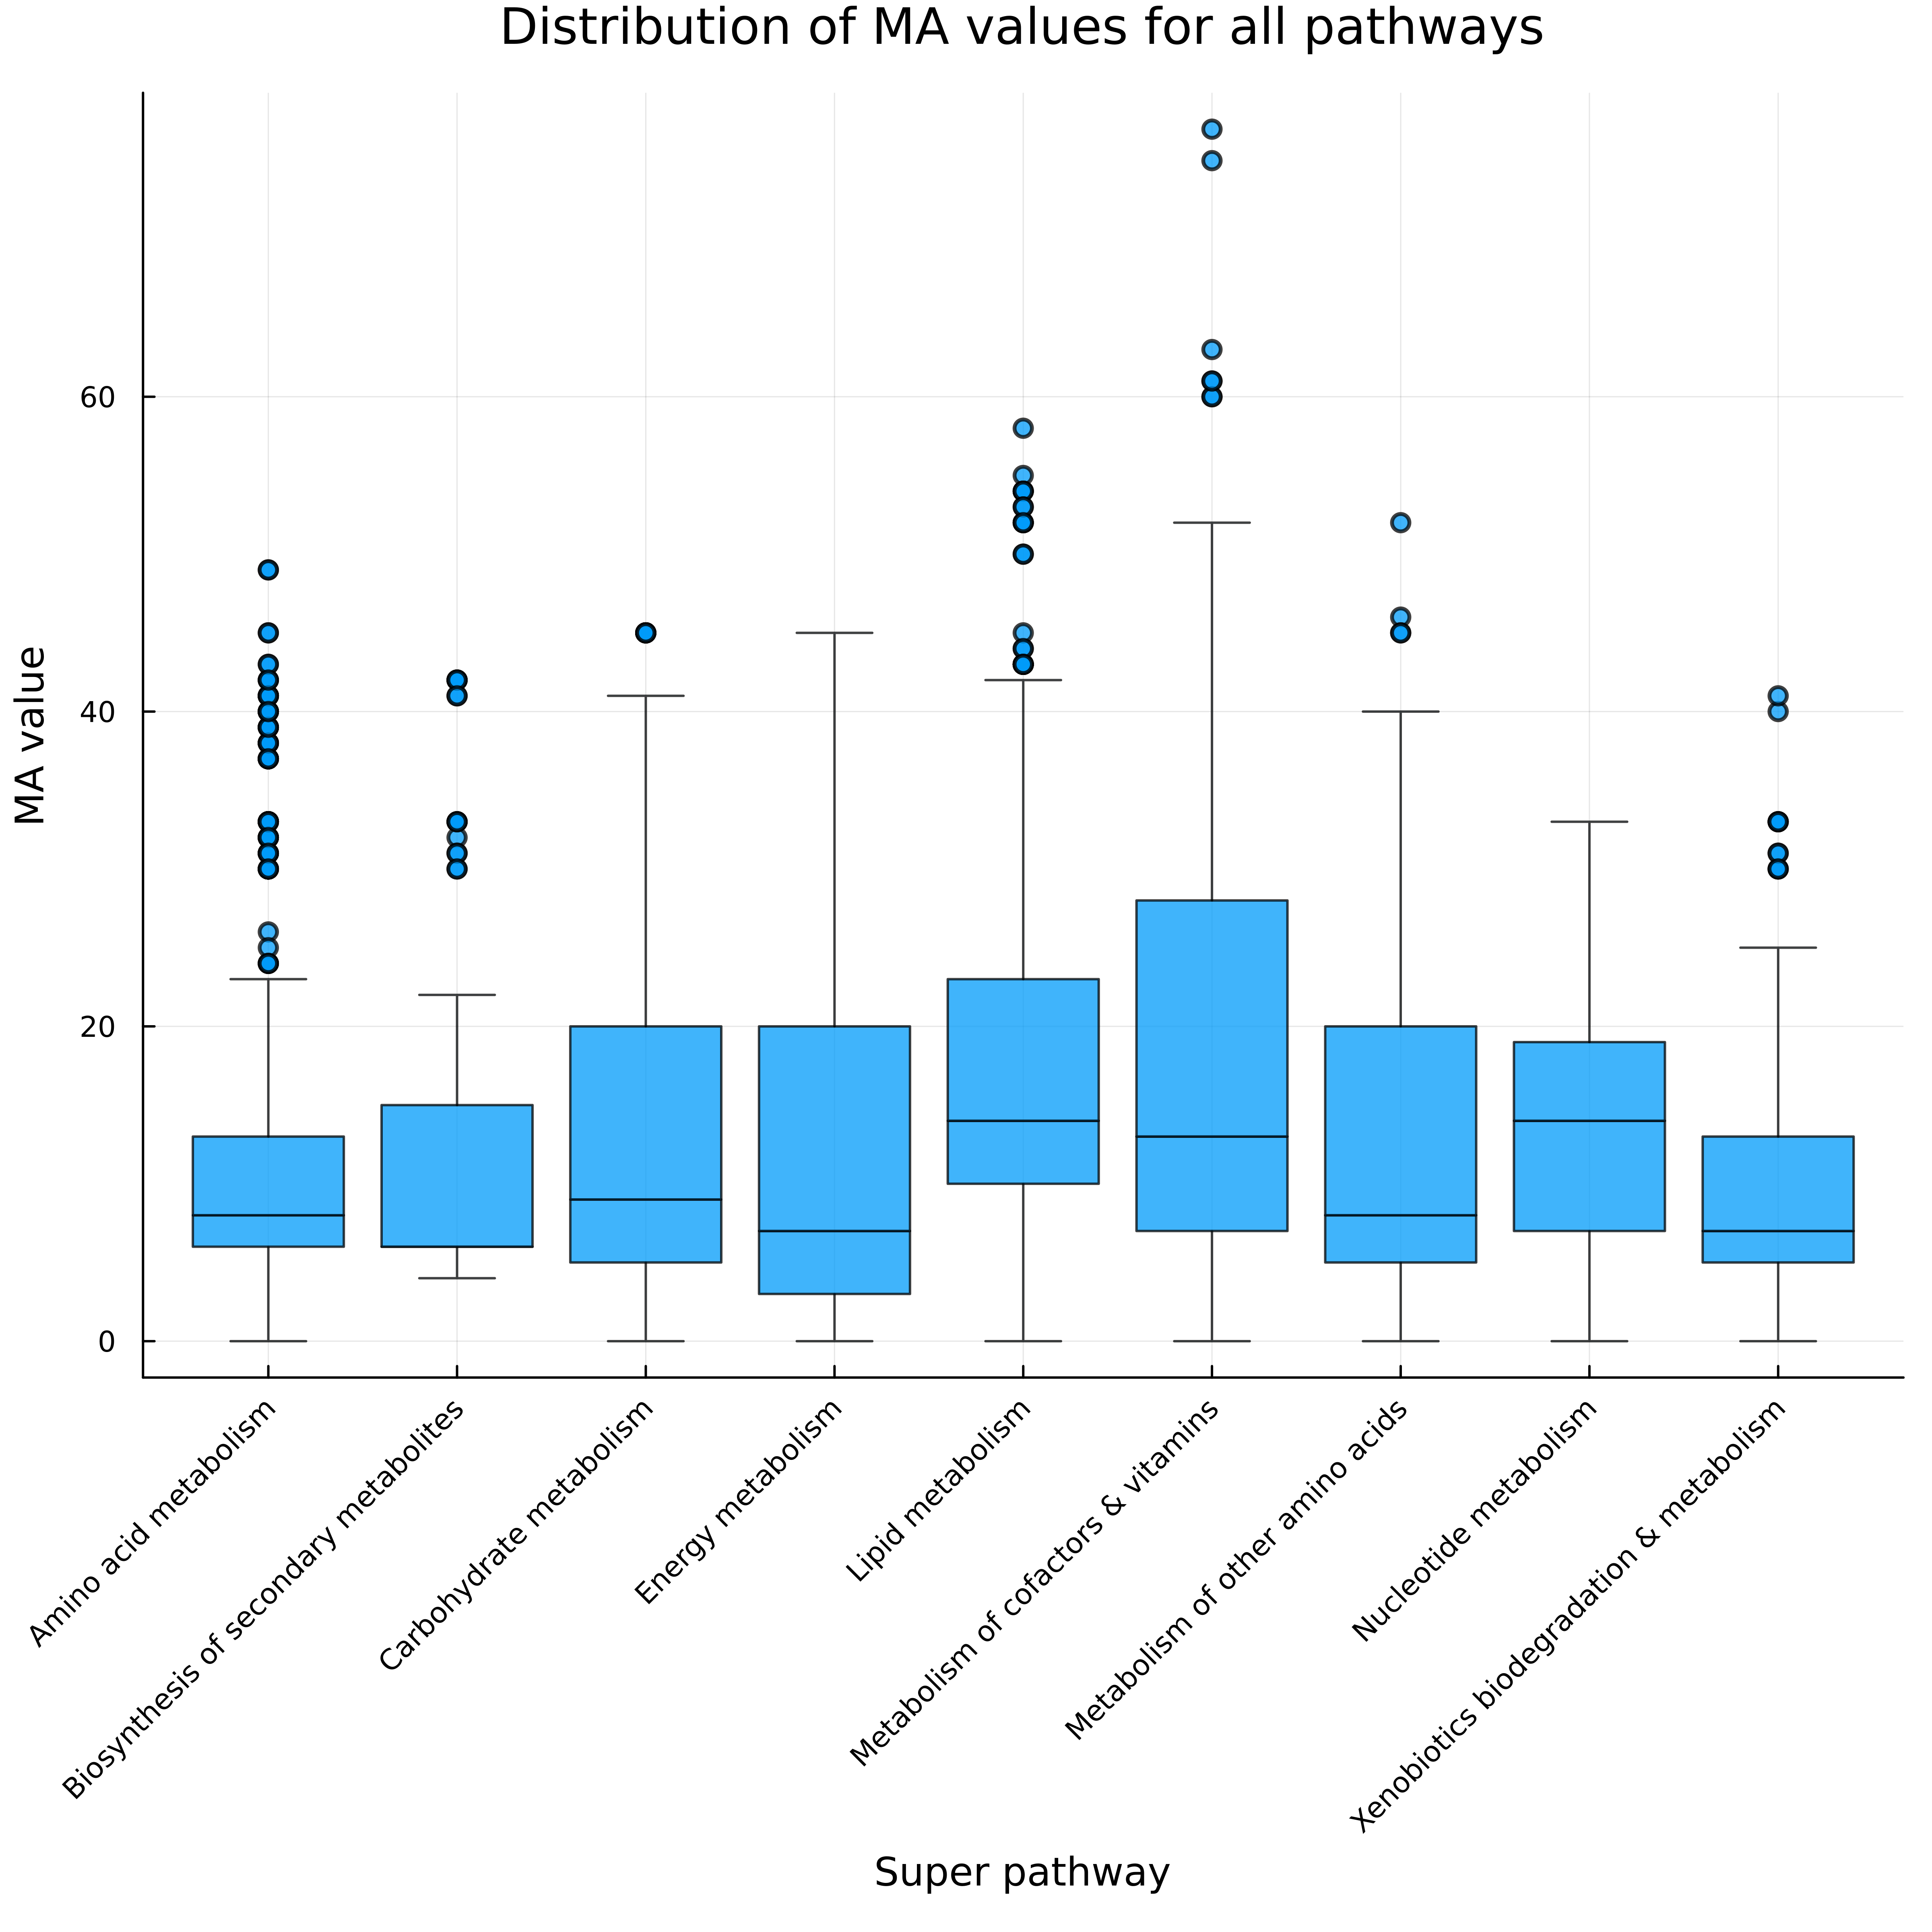 Distribution of MA values for all pathways
MA value
60
40
20
0
Amino acid metabolism
Biosynthesis of secondary metabolites
Carbohydrate metabolism
Energy metabolism
Lipid metabolism
Metabolism of cofactors & vitamins
Metabolism of other amino acids
Nucleotide metabolism
Xenobiotics biodegradation & metabolism
Super pathway